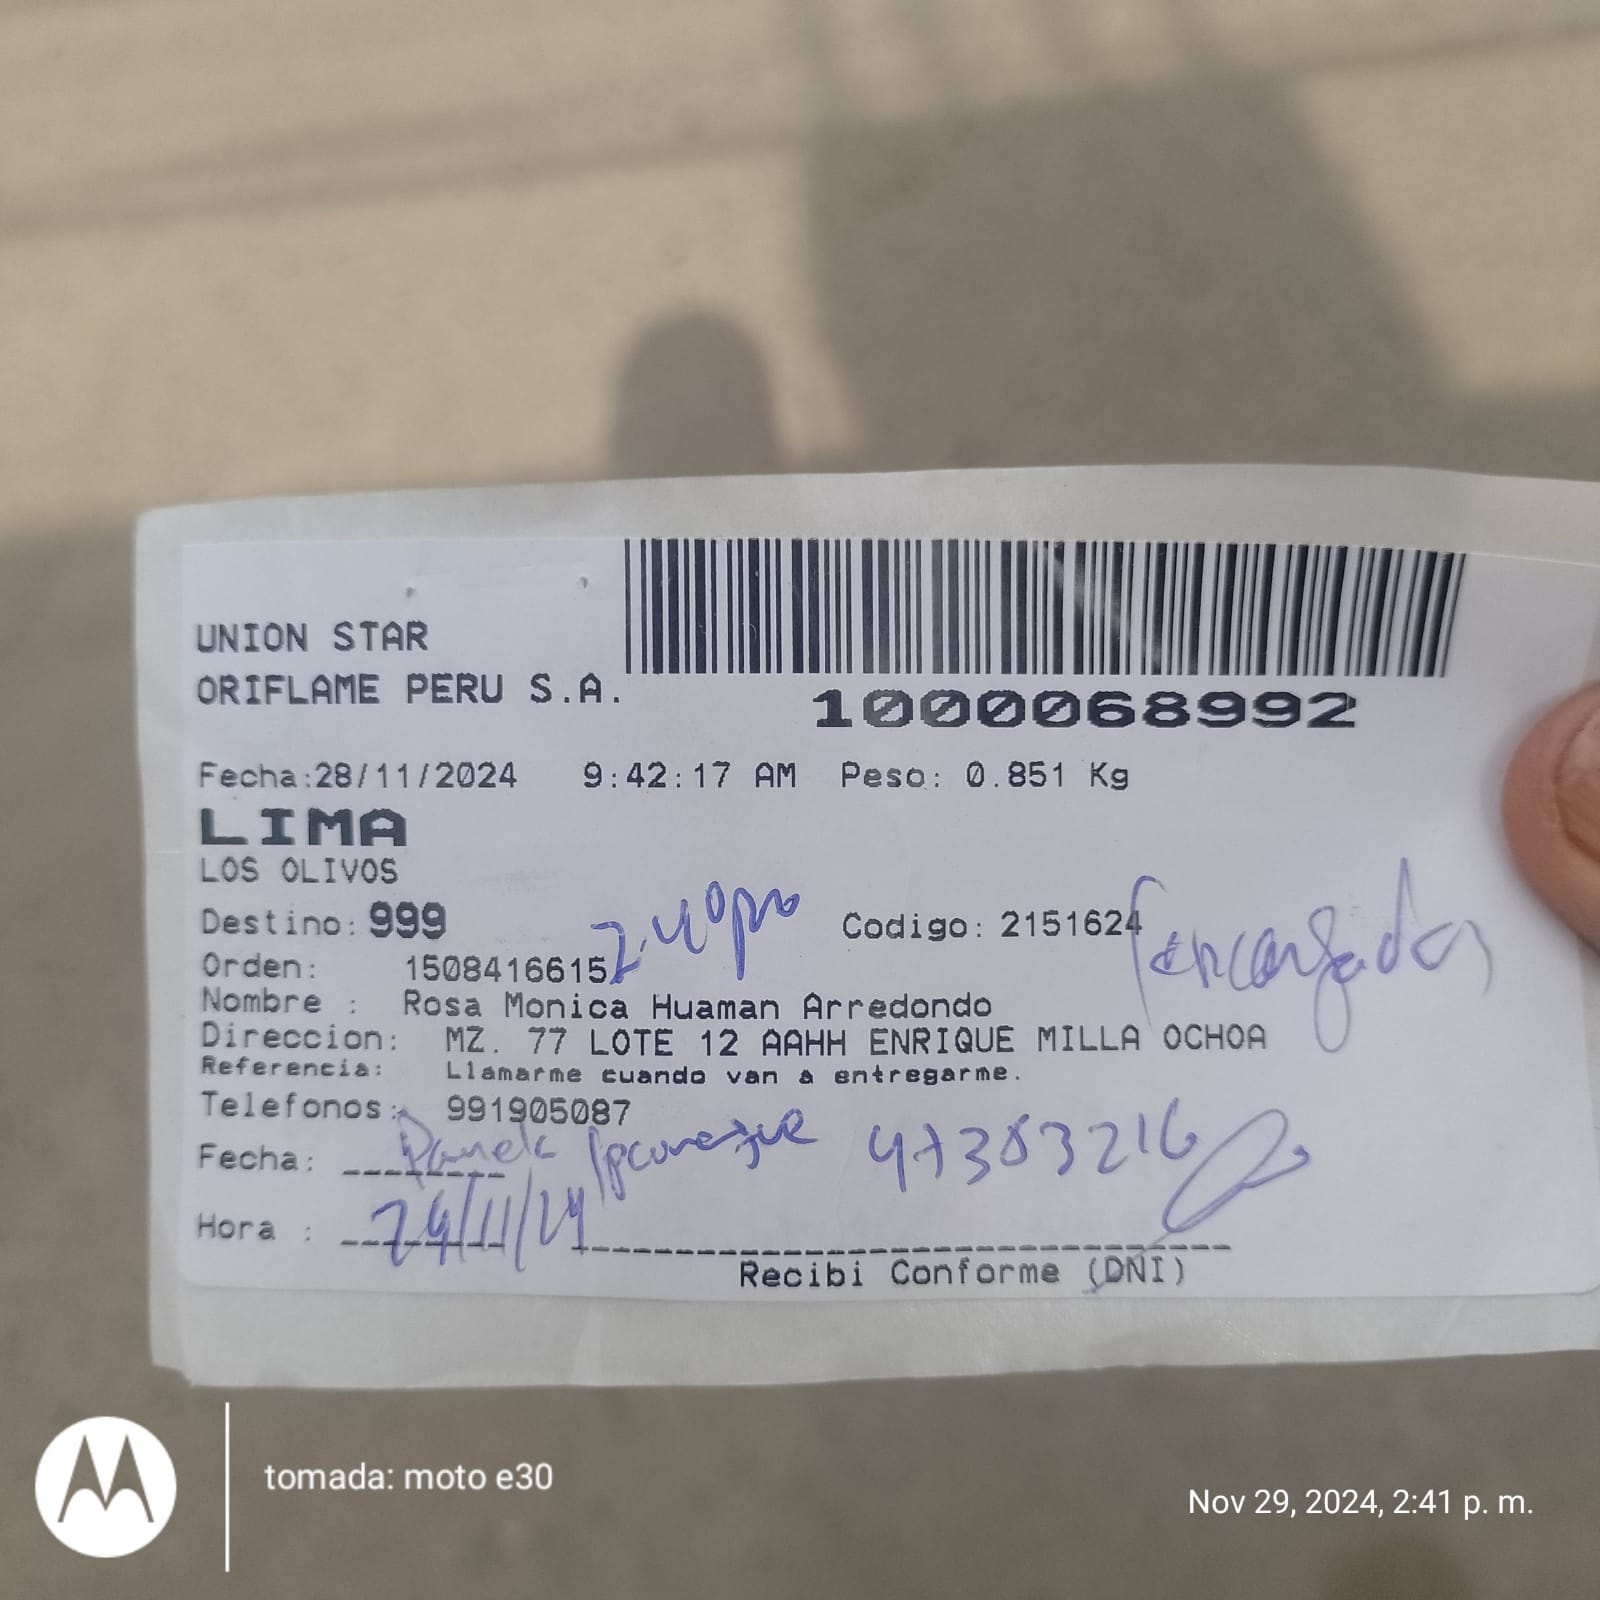 UNION STAR
ORIFLAME PERU S.A.
1000068992
Fecha:28/11/2024 9:42:17 AM Peso: 0.851 Kg
LIMA
LOS OLIVOS
Destino: 999
2:40pm
Codigo: 2151624
(encargada)
Orden: 1508416615
Nombre : Rosa Monica Huaman Arredondo
Direccion: MZ. 77 LOTE 12 AAHH ENRIQUE MILLA OCHOA
Referencia: Llamarme cuando van a entregarme.
Telefonos: 991905087
Fecha: Pamela 47383216
Hora :
Recibi Conforme (DNI)
tomada: moto e30
Nov 29, 2024, 2:41 p. m.